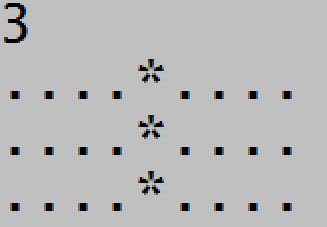 3
. . . . * . . . .
. . . . * . . . .
. . . . * . . . .